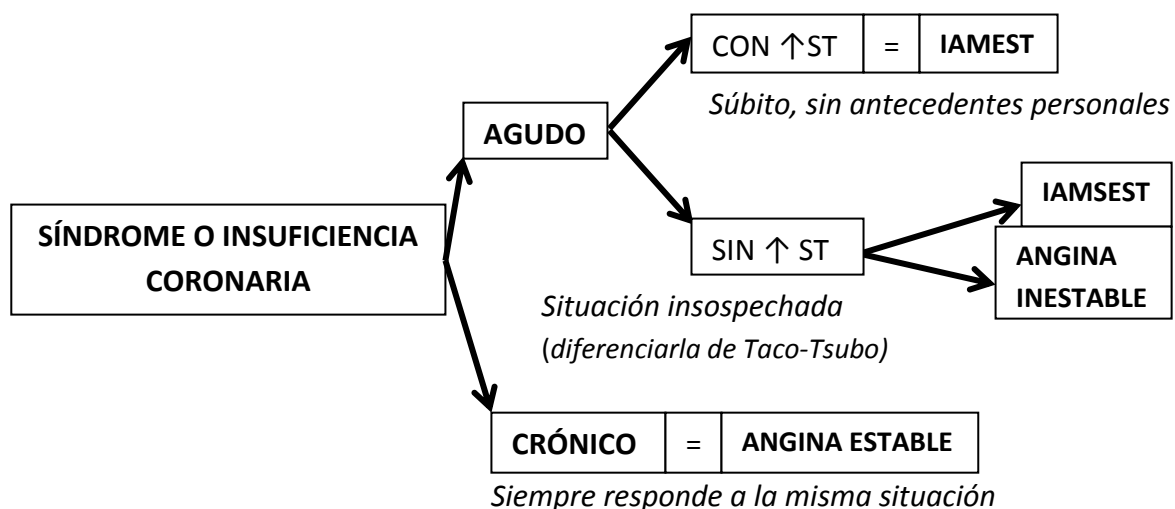 CON ↑ST = IAMEST
Súbito, sin antecedentes personales
AGUDO
IAMSEST
SÍNDROME O INSUFICIENCIA
CORONARIA
SIN ↑ ST
ANGINA
INESTABLE
Situación insospechada
(diferenciarla de Taco-Tsubo)
CRÓNICO = ANGINA ESTABLE
Siempre responde a la misma situación